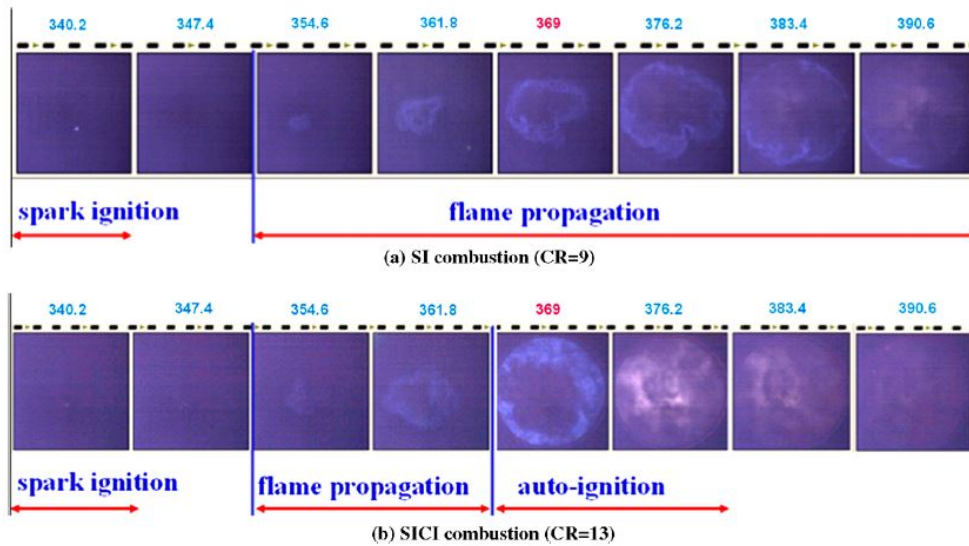 340.2 347.4 354.6 361.8 369 376.2 383.4 390.6
spark ignition flame propagation
(a) SI combustion (CR=9)
340.2 347.4 354.6 361.8 369 376.2 383.4 390.6
spark ignition flame propagation auto-ignition
(b) SICI combustion (CR=13)